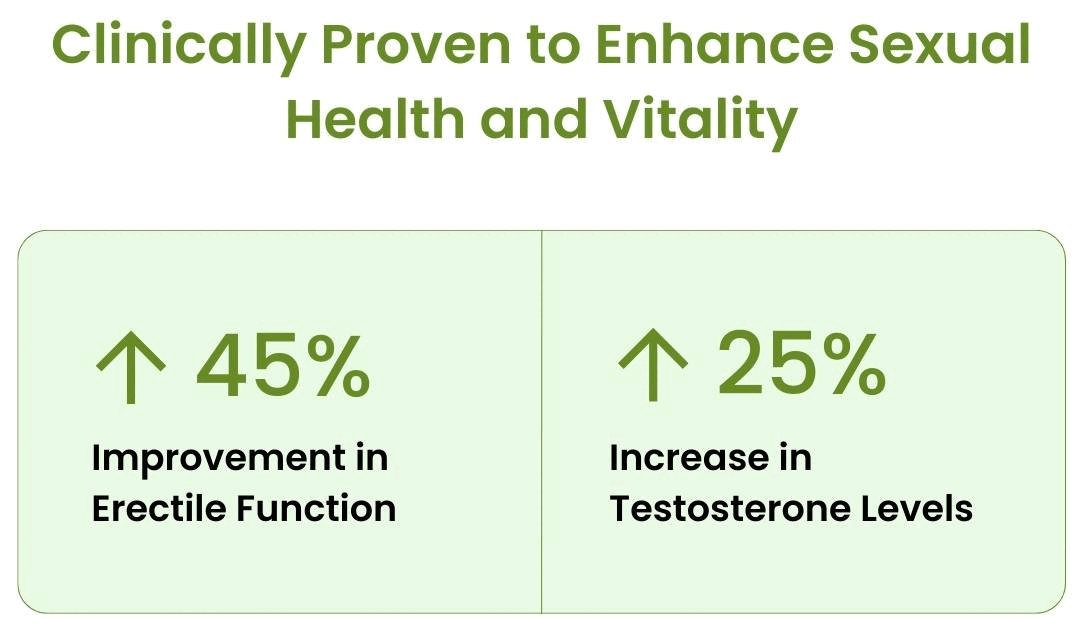 Clinically Proven to Enhance Sexual
Health and Vitality
↑ 45%
Improvement in
Erectile Function
↑ 25%
Increase in
Testosterone Levels